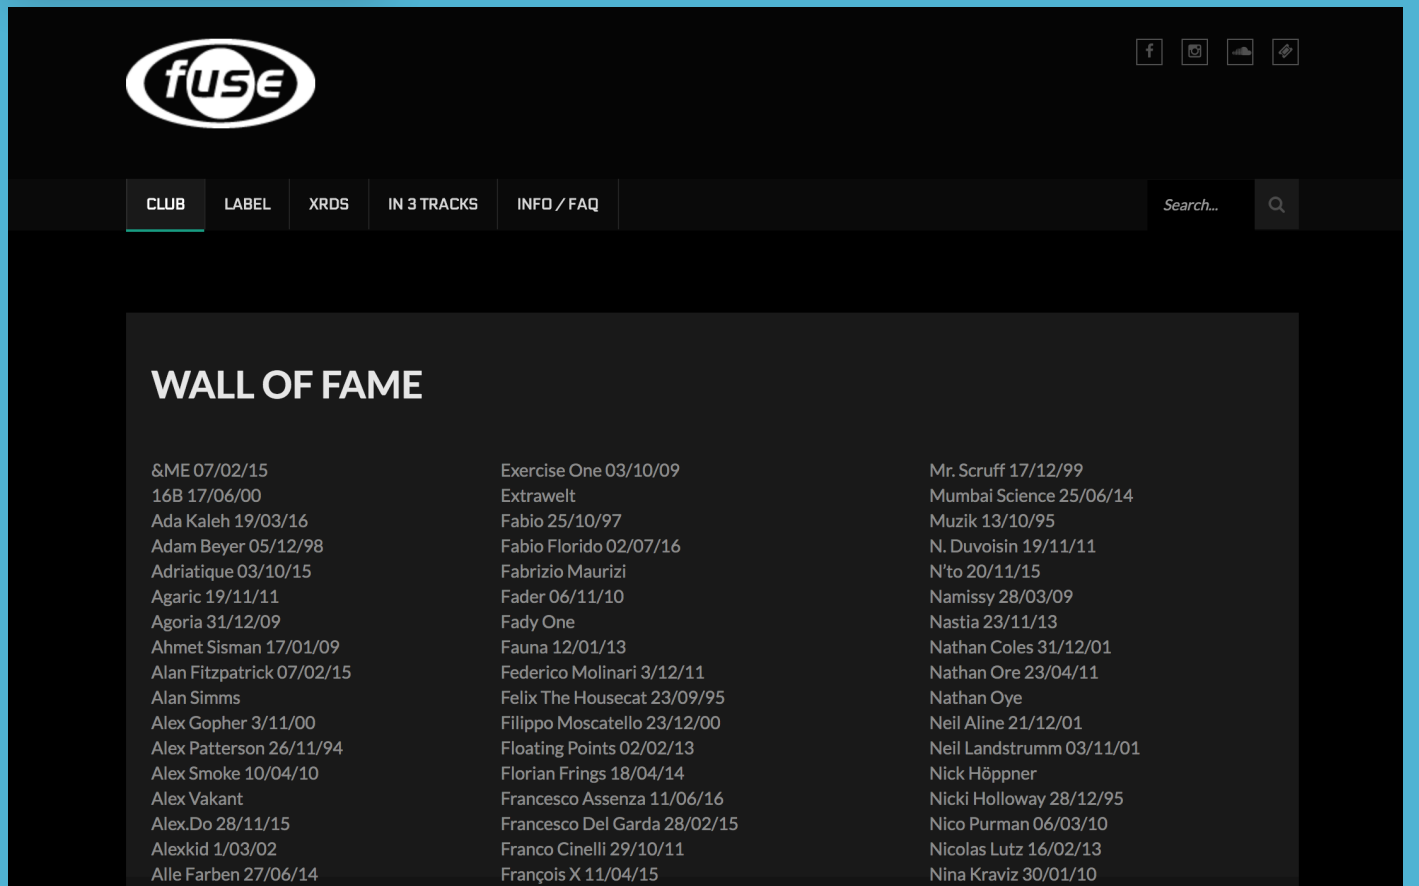 fuse
CLUB
LABEL
XRDS
IN 3 TRACKS
INFO / FAQ
Search...
WALL OF FAME
&ME 07/02/15
16B 17/06/00
Ada Kaleh 19/03/16
Adam Beyer 05/12/98
Adriatique 03/10/15
Agaric 19/11/11
Agoria 31/12/09
Ahmet Sisman 17/01/09
Alan Fitzpatrick 07/02/15
Alan Simms
Alex Gopher 3/11/00
Alex Patterson 26/11/94
Alex Smoke 10/04/10
Alex Vakant
Alex.Do 28/11/15
Alexkid 1/03/02
Alle Farben 27/06/14
Exercise One 03/10/09
Extrawelt
Fabio 25/10/97
Fabio Florido 02/07/16
Fabrizio Maurizi
Fader 06/11/10
Fady One
Fauna 12/01/13
Federico Molinari 3/12/11
Felix The Housecat 23/09/95
Filippo Moscatello 23/12/00
Floating Points 02/02/13
Florian Frings 18/04/14
Francesco Assenza 11/06/16
Francesco Del Garda 28/02/15
Franco Cinelli 29/10/11
François X 11/04/15
Mr. Scruff 17/12/99
Mumbai Science 25/06/14
Muzik 13/10/95
N. Duvoisin 19/11/11
N’to 20/11/15
Namissy 28/03/09
Nastia 23/11/13
Nathan Coles 31/12/01
Nathan Ore 23/04/11
Nathan Oye
Neil Aline 21/12/01
Neil Landstrumm 03/11/01
Nick Höppner
Nicki Holloway 28/12/95
Nico Purman 06/03/10
Nicolas Lutz 16/02/13
Nina Kraviz 30/01/10